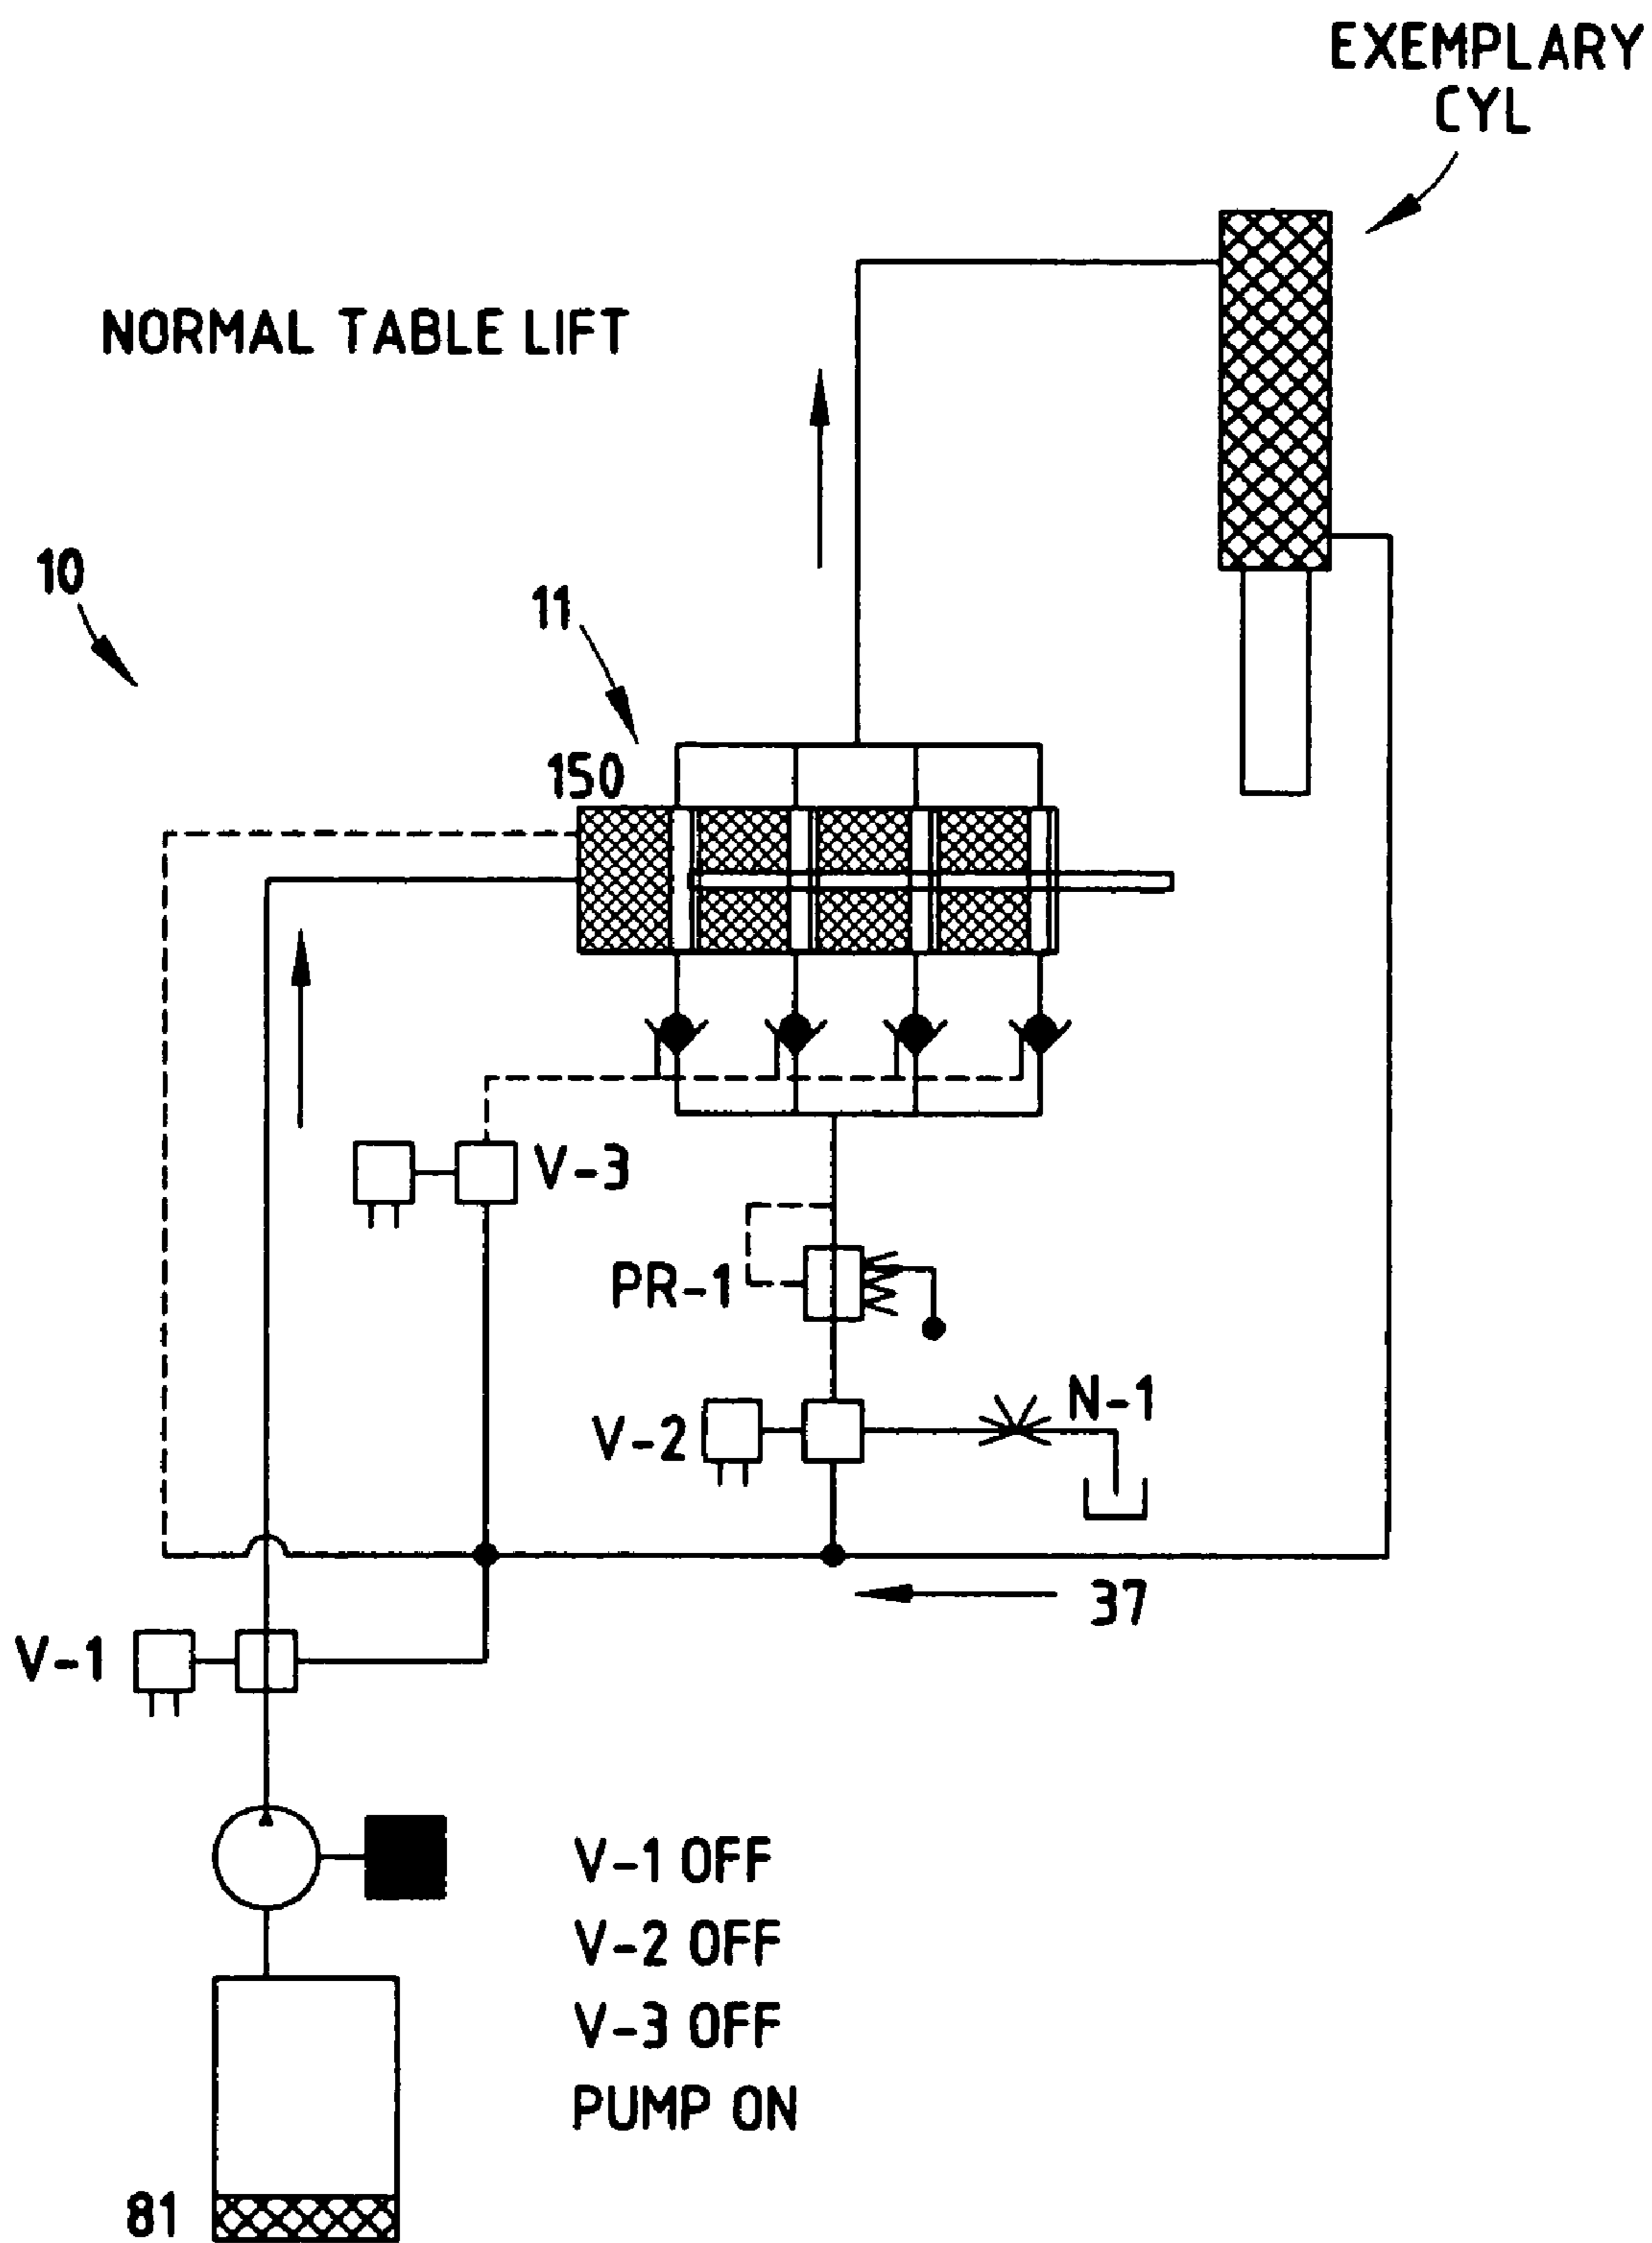 EXEMPLARY
CYL
NORMAL TABLE LIFT
10
11
150
V-3
PR-1
N-1
V-2
37
V-1
V-1 OFF
V-2 OFF
V-3 OFF
PUMP ON
81